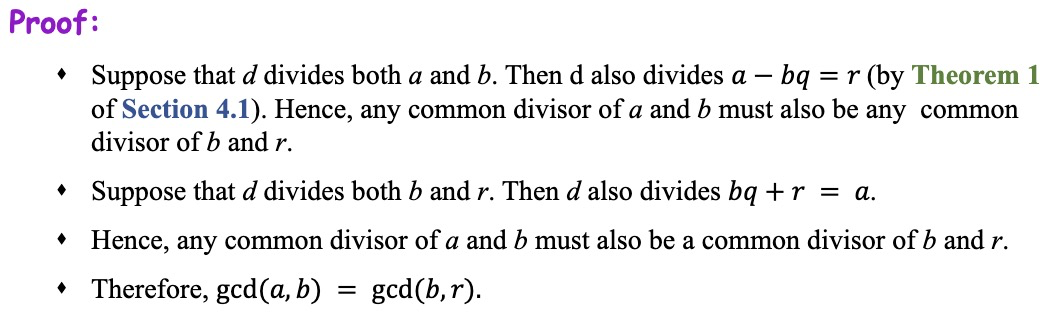 Proof:
♦ Suppose that d divides both a and b. Then d also divides a − bq = r (by Theorem 1
of Section 4.1). Hence, any common divisor of a and b must also be any common
divisor of b and r.
♦ Suppose that d divides both b and r. Then d also divides bq + r = a.
♦ Hence, any common divisor of a and b must also be a common divisor of b and r.
♦ Therefore, gcd(a, b) = gcd(b, r).